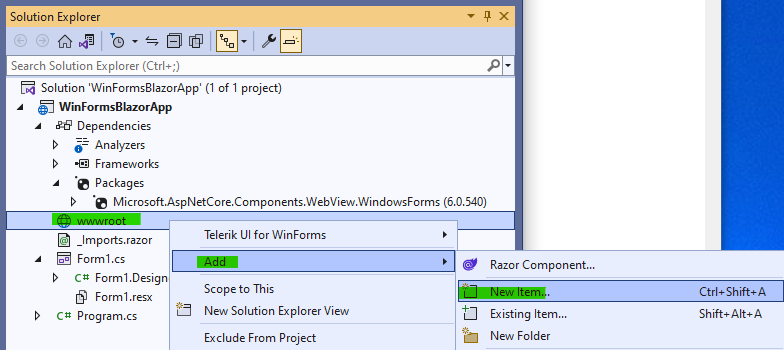 Solution Explorer
Search Solution Explorer (Ctrl+;)
Solution 'WinFormsBlazorApp' (1 of 1 project)
WinFormsBlazorApp
Dependencies
Analyzers
Frameworks
Packages
Microsoft.AspNetCore.Components.WebView.WindowsForms (6.0.540)
wwwroot
_Imports.razor
Form1.cs
C# Form1.Design
Form1.resx
C# Program.cs
Telerik UI for WinForms
Add
Scope to This
New Solution Explorer View
Exclude From Project
Razor Component...
New Item... Ctrl+Shift+A
Existing Item... Shift+Alt+A
New Folder